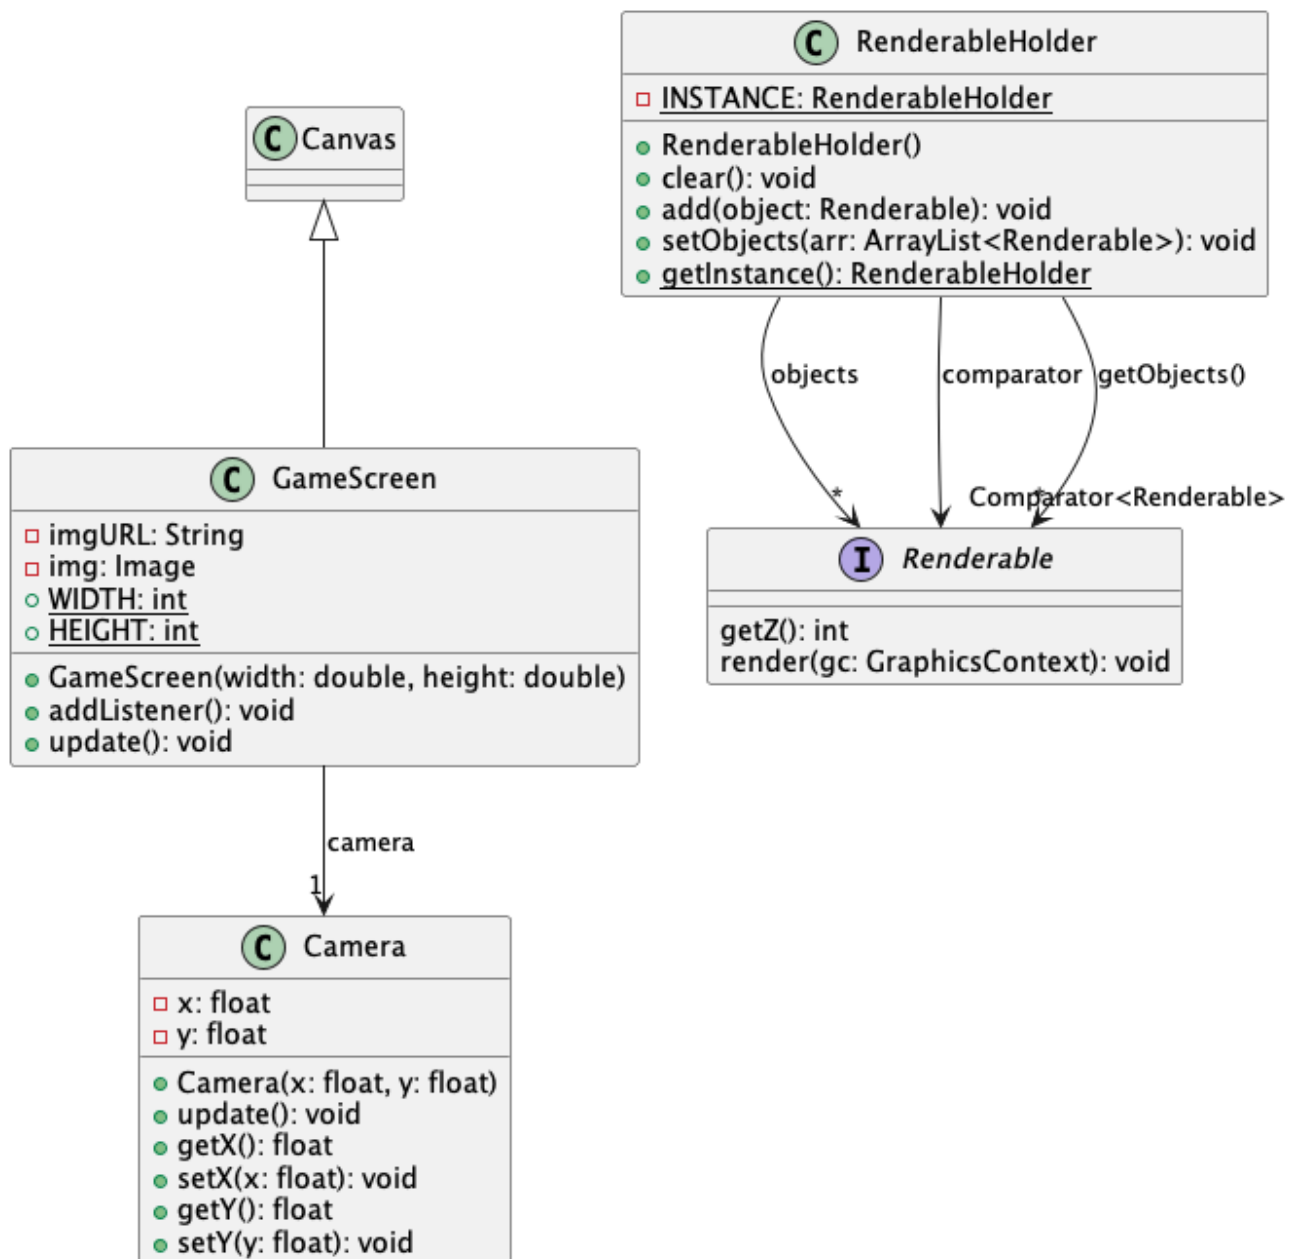 C RenderableHolder
INSTANCE: RenderableHolder
RenderableHolder()
clear(): void
add(object: Renderable): void
setObjects(arr: ArrayList<Renderable>): void
getInstance(): RenderableHolder
C Canvas
objects
comparator
getObjects()
*
*
Comparator<Renderable>
C GameScreen
imgURL: String
img: Image
WIDTH: int
HEIGHT: int
GameScreen(width: double, height: double)
addListener(): void
update(): void
I Renderable
getZ(): int
render(gc: GraphicsContext): void
camera
1
C Camera
x: float
y: float
Camera(x: float, y: float)
update(): void
getX(): float
setX(x: float): void
getY(): float
setY(y: float): void